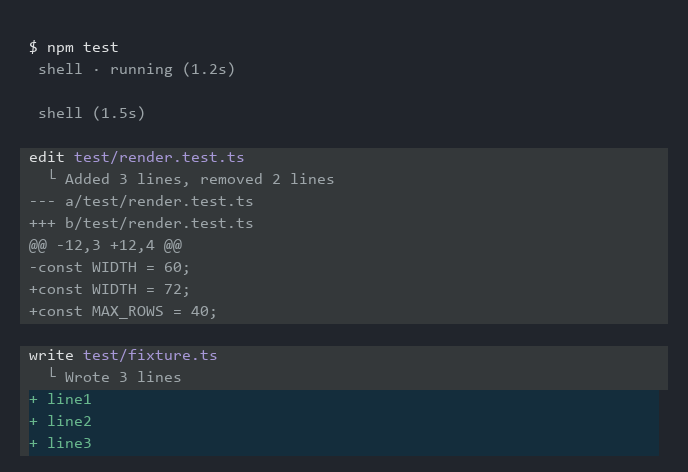 $ npm test
shell · running (1.2s)
shell (1.5s)
edit test/render.test.ts
└ Added 3 lines, removed 2 lines
--- a/test/render.test.ts
+++ b/test/render.test.ts
@@ -12,3 +12,4 @@
-const WIDTH = 60;
+const WIDTH = 72;
+const MAX_ROWS = 40;
write test/fixture.ts
└ Wrote 3 lines
+ line1
+ line2
+ line3